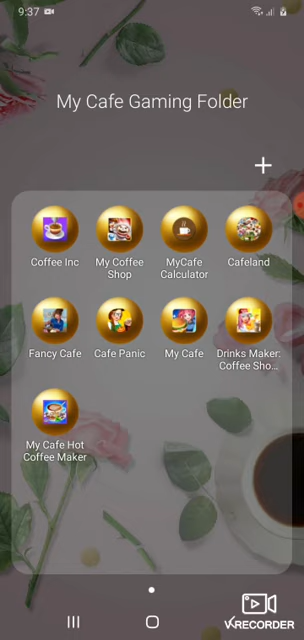 9:37
My Cafe Gaming Folder
Coffee Inc
My Coffee
Shop
MyCafe
Calculator
Cafeland
Fancy Cafe
Cafe Panic
My Cafe
Drinks Maker:
Coffee Sho...
My Cafe Hot
Coffee Maker
VRECORDER